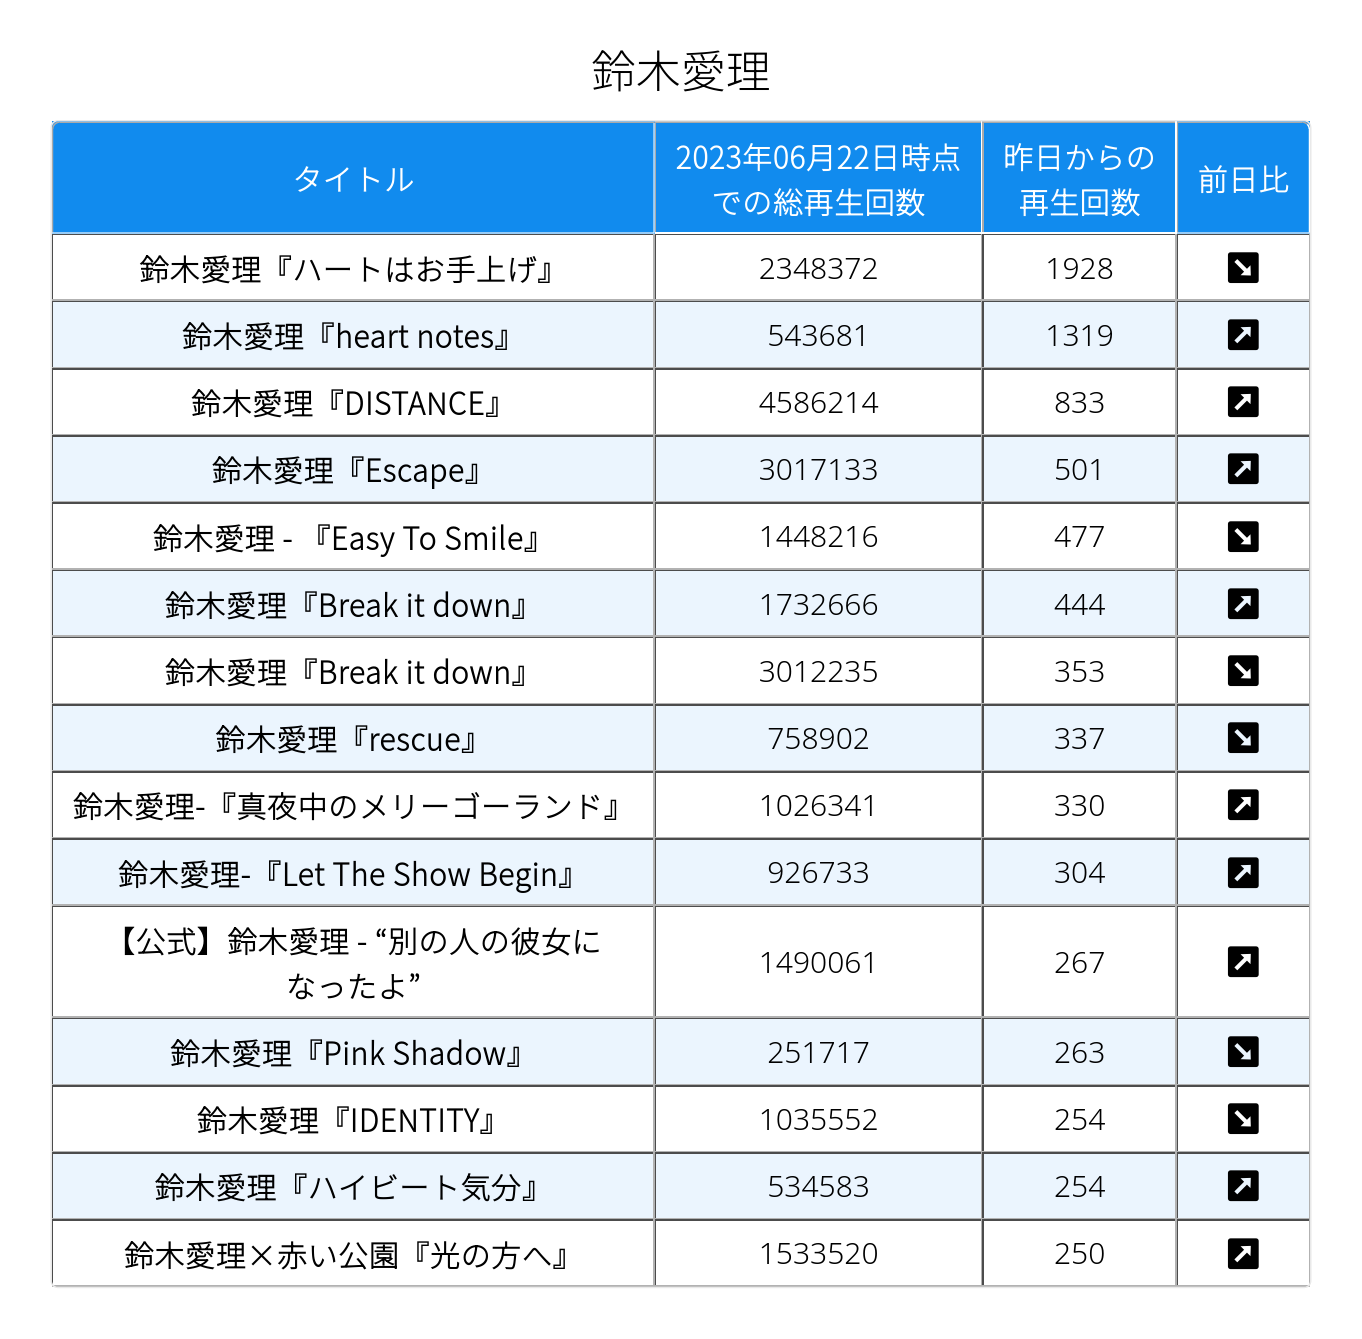 鈴木愛理
タイトル
2023年06月22日時点
での総再生回数
昨日からの
再生回数
前日比
鈴木愛理『ハートはお手上げ』 2348372 1928
鈴木愛理『heart notes』 543681 1319
鈴木愛理『DISTANCE』 4586214 833
鈴木愛理『Escape』 3017133 501
鈴木愛理 - 『Easy To Smile』 1448216 477
鈴木愛理『Break it down』 1732666 444
鈴木愛理『Break it down』 3012235 353
鈴木愛理『rescue』 758902 337
鈴木愛理-『真夜中のメリーゴーランド』 1026341 330
鈴木愛理-『Let The Show Begin』 926733 304
【公式】鈴木愛理 - “別の人の彼女に
なったよ” 1490061 267
鈴木愛理『Pink Shadow』 251717 263
鈴木愛理『IDENTITY』 1035552 254
鈴木愛理『ハイビート気分』 534583 254
鈴木愛理×赤い公園『光の方へ』 1533520 250